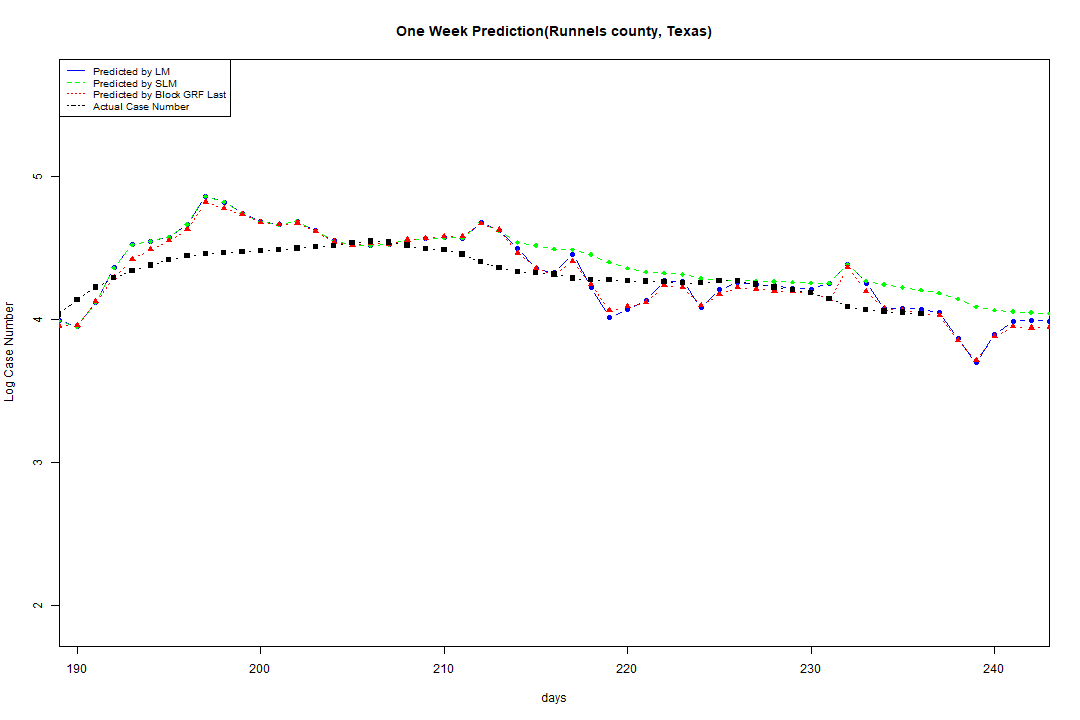 One Week Prediction(Runnels county, Texas)
Predicted by LM
Predicted by SLM
Predicted by Block GRF Last
Actual Case Number
5
4
3
2
Log Case Number
190 200 210 220 230 240
days